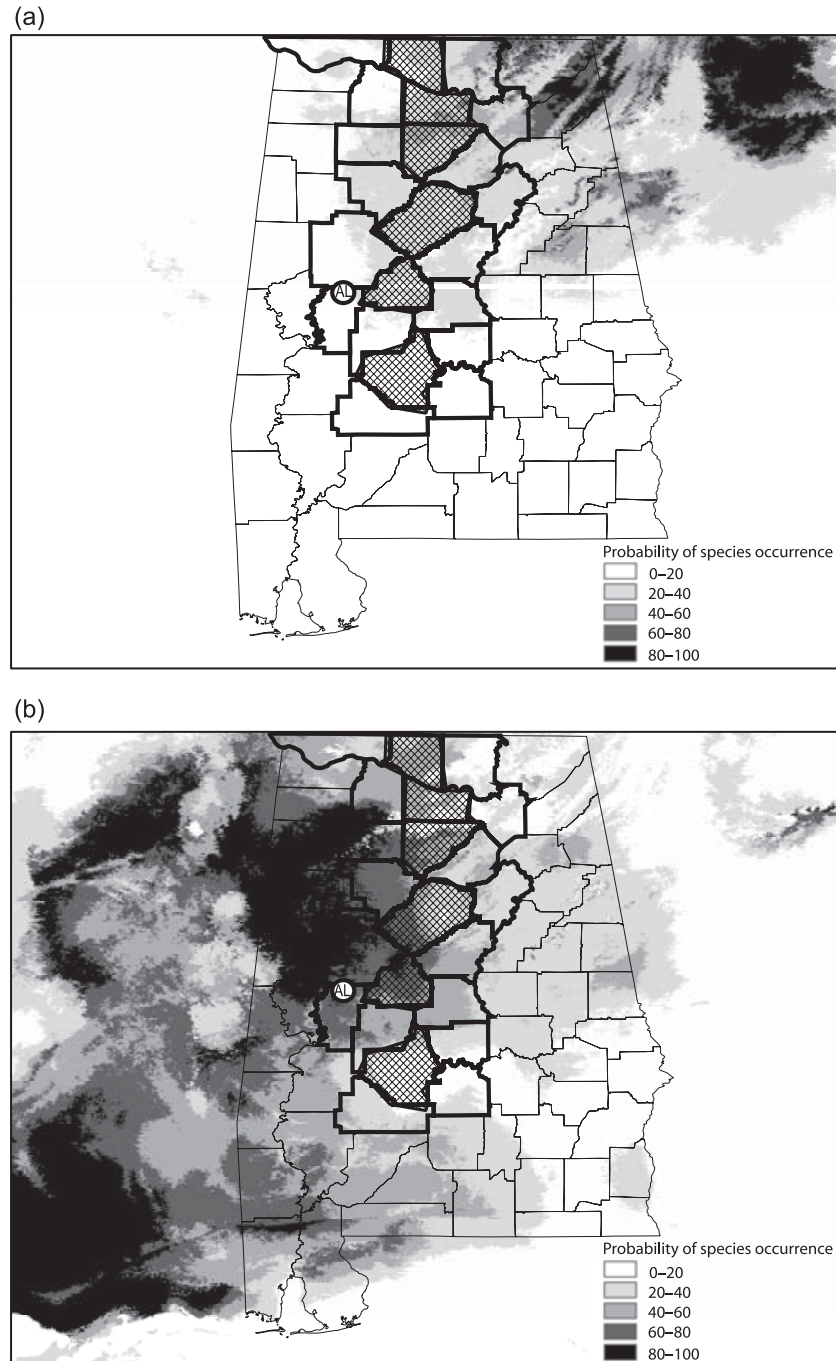 (a)
AL
Probability of species occurrence
0–20
20–40
40–60
60–80
80–100
(b)
AL
Probability of species occurrence
0–20
20–40
40–60
60–80
80–100